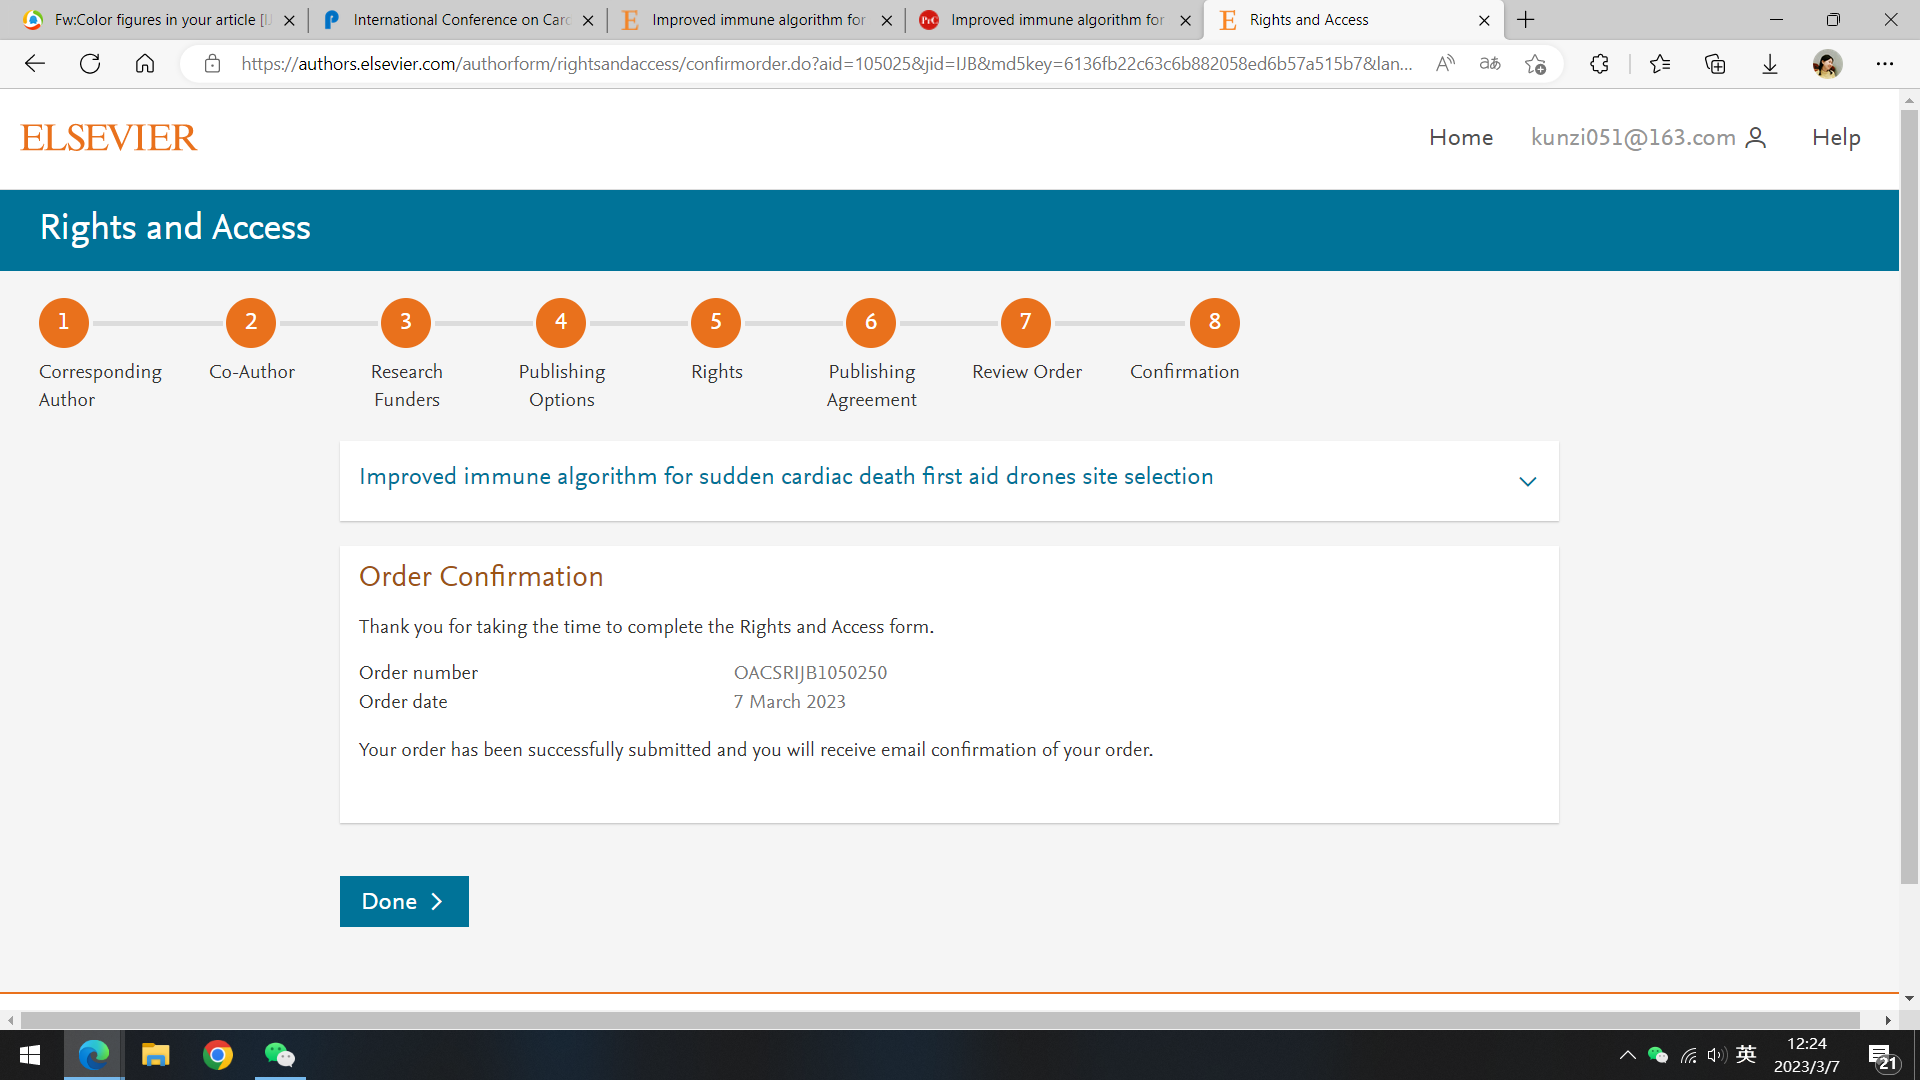 Fw:Color figures in your article [IJ
International Conference on Card
Improved immune algorithm for
Improved immune algorithm for
Rights and Access
https://authors.elsevier.com/authorform/rightsandaccess/confirmorder.do?aid=105025&jid=IJB&md5key=6136fb22c63c6b882058ed6b57a515b7&lan...
ELSEVIER
Home
kunzi051@163.com
Help
Rights and Access
1
2
3
4
5
6
7
8
Corresponding Author
Co-Author
Research Funders
Publishing Options
Rights
Publishing Agreement
Review Order
Confirmation
Improved immune algorithm for sudden cardiac death first aid drones site selection
Order Confirmation
Thank you for taking the time to complete the Rights and Access form.
Order number OACSRIJB1050250
Order date 7 March 2023
Your order has been successfully submitted and you will receive email confirmation of your order.
Done
英
12:24
2023/3/7
21